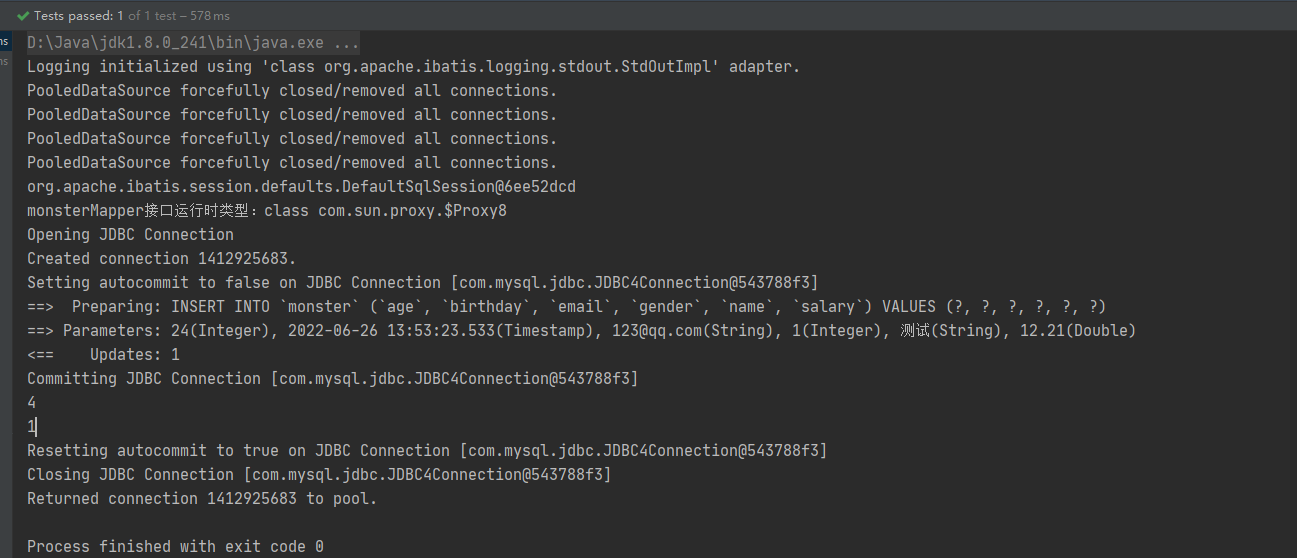 Tests passed: 1 of 1 test – 578 ms
ns
D:\Java\jdk1.8.0_241\bin\java.exe ...
ns
Logging initialized using 'class org.apache.ibatis.logging.stdout.StdOutImpl' adapter.
PooledDataSource forcefully closed/removed all connections.
PooledDataSource forcefully closed/removed all connections.
PooledDataSource forcefully closed/removed all connections.
PooledDataSource forcefully closed/removed all connections.
org.apache.ibatis.session.defaults.DefaultSqlSession@6ee52dcd
monsterMapper接口运行时类型：class com.sun.proxy.$Proxy8
Opening JDBC Connection
Created connection 1412925683.
Setting autocommit to false on JDBC Connection [com.mysql.jdbc.JDBC4Connection@543788f3]
==>  Preparing: INSERT INTO `monster` (`age`, `birthday`, `email`, `gender`, `name`, `salary`) VALUES (?, ?, ?, ?, ?, ?)
==> Parameters: 24(Integer), 2022-06-26 13:53:23.533(Timestamp), 123@qq.com(String), 1(Integer), 测试(String), 12.21(Double)
<==    Updates: 1
Committing JDBC Connection [com.mysql.jdbc.JDBC4Connection@543788f3]
4
1
Resetting autocommit to true on JDBC Connection [com.mysql.jdbc.JDBC4Connection@543788f3]
Closing JDBC Connection [com.mysql.jdbc.JDBC4Connection@543788f3]
Returned connection 1412925683 to pool.
Process finished with exit code 0